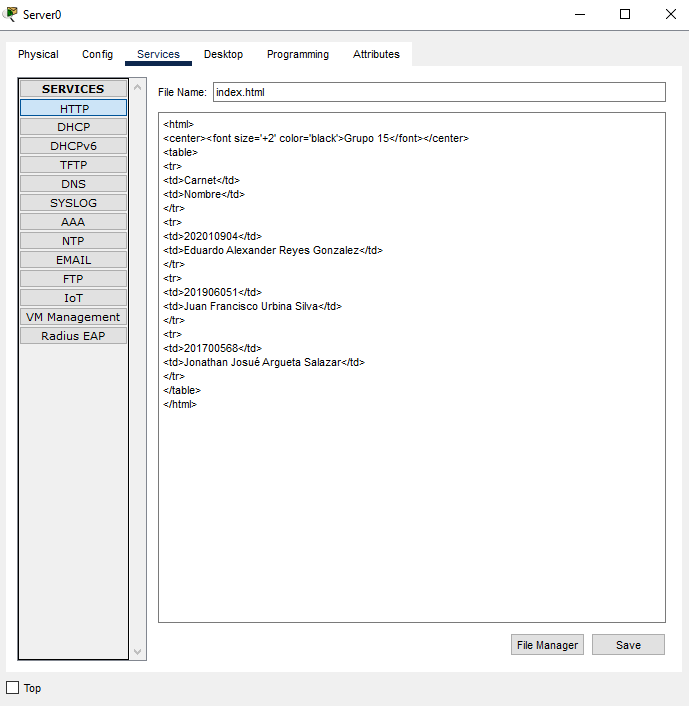 Server0
Physical Config Services Desktop Programming Attributes
SERVICES
HTTP
DHCP
DHCPv6
TFTP
DNS
SYSLOG
AAA
NTP
EMAIL
FTP
IoT
VM Management
Radius EAP
File Name: index.html
<html>
<center><font size='+2' color='black'>Grupo 15</font></center>
<table>
<tr>
<td>Carnet</td>
<td>Nombre</td>
</tr>
<tr>
<td>202010904</td>
<td>Eduardo Alexander Reyes Gonzalez</td>
</tr>
<tr>
<td>201906051</td>
<td>Juan Francisco Urbina Silva</td>
</tr>
<tr>
<td>201700568</td>
<td>Jonathan Josué Argueta Salazar</td>
</tr>
</table>
</html>
File Manager Save
Top